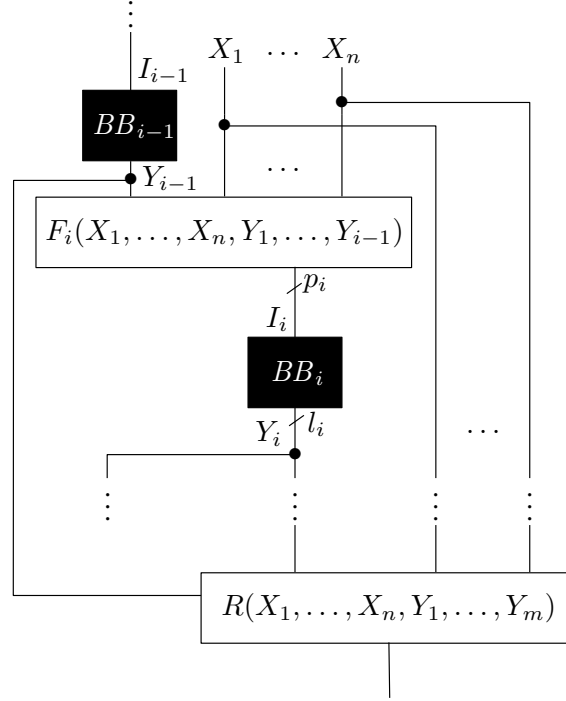 ⋮
I_{i−1}
X_1 ⋯ X_n
BB_{i−1}
Y_{i−1} ⋯
F_i(X_1, …, X_n, Y_1, …, Y_{i−1})
p_i
I_i
BB_i
Y_i l_i
⋯
⋮ ⋮ ⋮ ⋮
R(X_1, …, X_n, Y_1, …, Y_m)